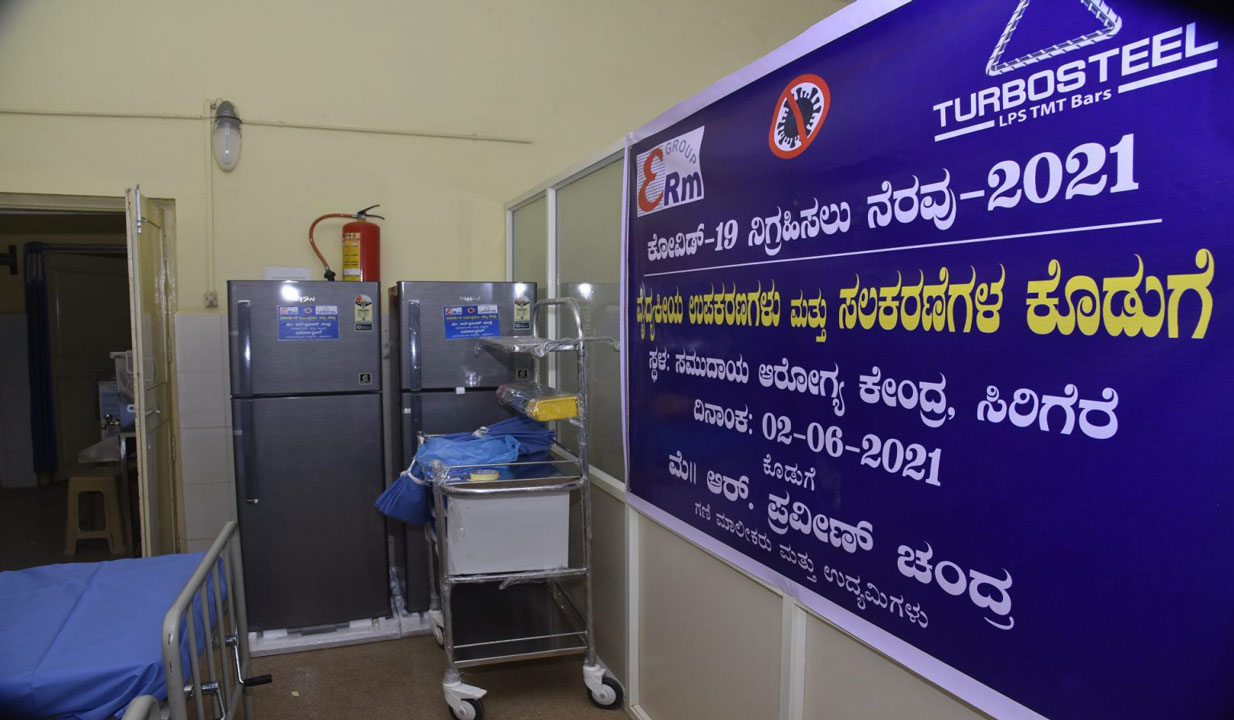 TURBOSTEEL
LPS TMT Bars
GROUP
ERm
ಕೋವಿಡ್-19 ನಿಗ್ರಹಿಸಲು ನೆರವು-2021
ವೈದ್ಯಕೀಯ ಉಪಕರಣಗಳು ಮತ್ತು ಸಲಕರಣೆಗಳ ಕೊಡುಗೆ
ಸ್ಥಳ: ಸಮುದಾಯ ಆರೋಗ್ಯ ಕೇಂದ್ರ, ಸಿರಿಗೆರೆ
ದಿನಾಂಕ: 02-06-2021
ಕೊಡುಗೆ
ಮೆ॥ ಆರ್. ಪ್ರವೀಣ್ ಚಂದ್ರ
ಗಣಿ ಮಾಲೀಕರು ಮತ್ತು ಉದ್ಯಮಿಗಳು